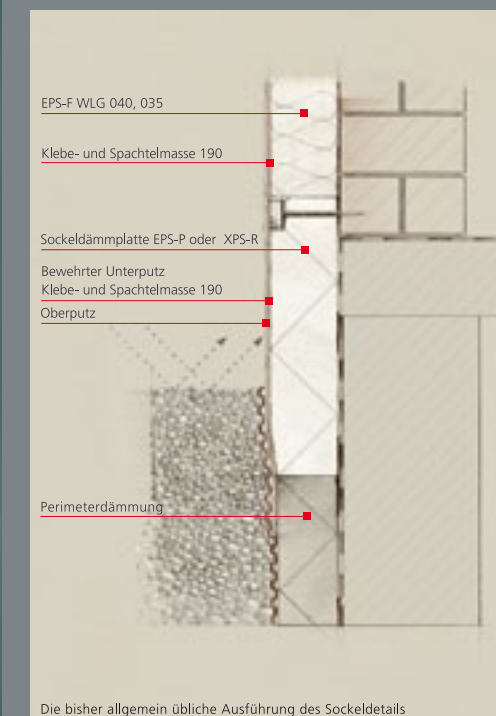 EPS-F WLG 040, 035
Klebe- und Spachtelmasse 190
Sockeldämmplatte EPS-P oder XPS-R
Bewehrter Unterputz
Klebe- und Spachtelmasse 190
Oberputz
Perimeterdämmung
Die bisher allgemein übliche Ausführung des Sockeldetails